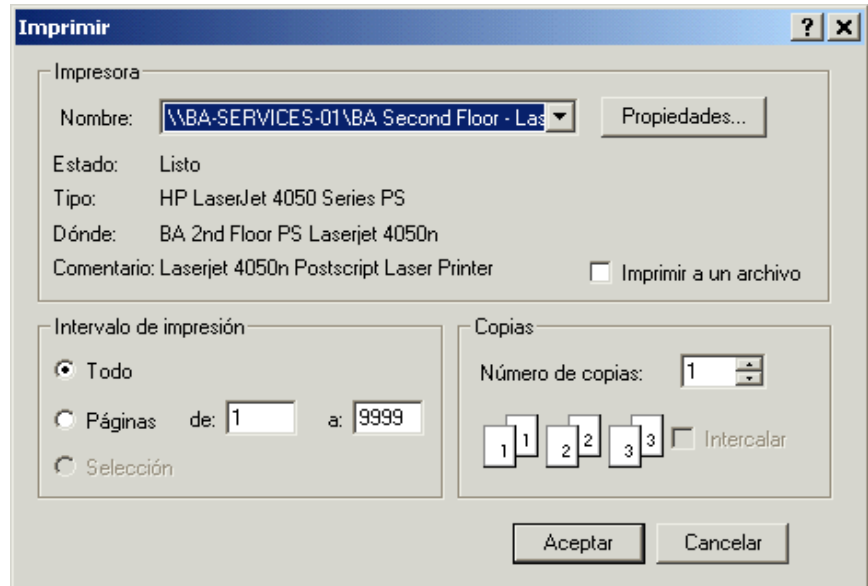 Imprimir
Impresora
Nombre: \\BA-SERVICES-01\BA Second Floor - Las Propiedades...
Estado: Listo
Tipo: HP LaserJet 4050 Series PS
Dónde: BA 2nd Floor PS Laserjet 4050n
Comentario: Laserjet 4050n Postscript Laser Printer Imprimir a un archivo
Intervalo de impresión
Todo
Páginas de: 1 a: 9999
Selección
Copias
Número de copias: 1
1 1 2 2 3 3 Intercalar
Aceptar Cancelar